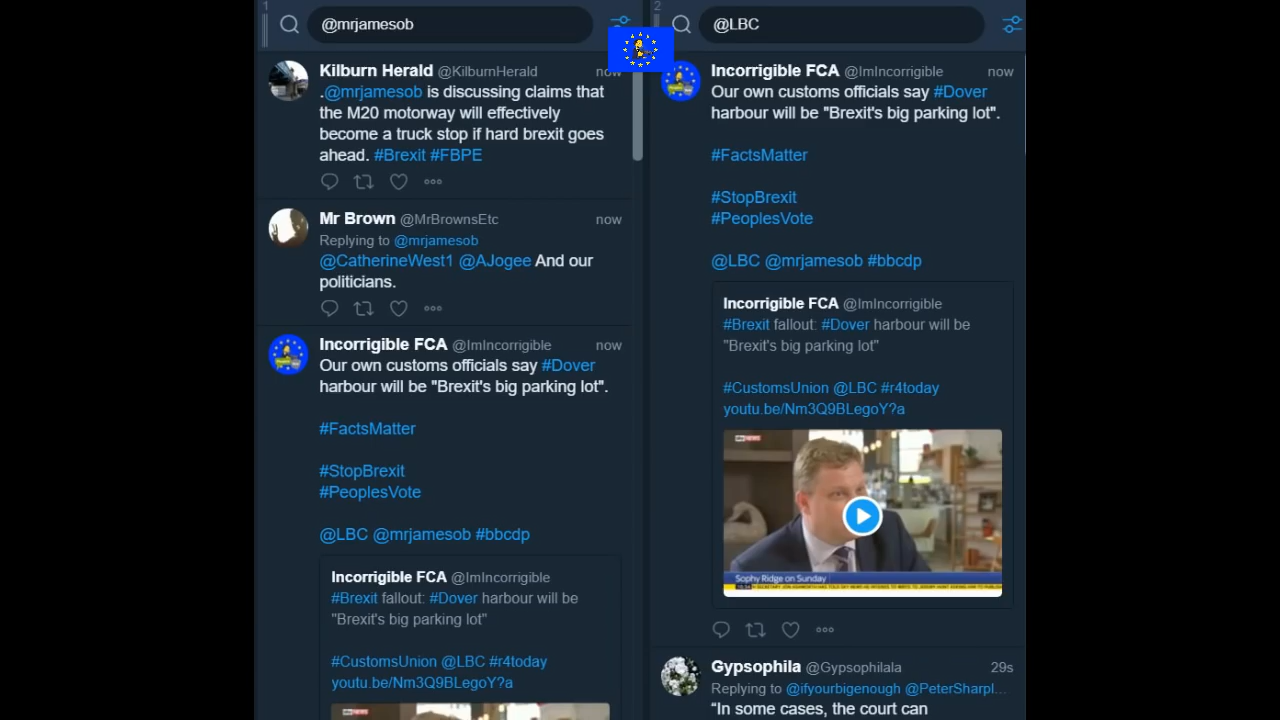 1
@mrjamesob
Kilburn Herald @KilburnHerald now
.@mrjamesob is discussing claims that
the M20 motorway will effectively
become a truck stop if hard brexit goes
ahead. #Brexit #FBPE
Mr Brown @MrBrownsEtc now
Replying to @mrjamesob
@CatherineWest1 @AJogee And our
politicians.
Incorrigible FCA @ImIncorrigible now
Our own customs officials say #Dover
harbour will be "Brexit's big parking lot".
#FactsMatter
#StopBrexit
#PeoplesVote
@LBC @mrjamesob #bbcdp
Incorrigible FCA @ImIncorrigible
#Brexit fallout: #Dover harbour will be
"Brexit's big parking lot"
#CustomsUnion @LBC #r4today
youtu.be/Nm3Q9BLegoY?a
2
@LBC
Incorrigible FCA @ImIncorrigible now
Our own customs officials say #Dover
harbour will be "Brexit's big parking lot".
#FactsMatter
#StopBrexit
#PeoplesVote
@LBC @mrjamesob #bbcdp
Incorrigible FCA @ImIncorrigible
#Brexit fallout: #Dover harbour will be
"Brexit's big parking lot"
#CustomsUnion @LBC #r4today
youtu.be/Nm3Q9BLegoY?a
sky NEWS
Sophy Ridge on Sunday
Gypsophila @Gypsophilala 29s
Replying to @ifyourbigenough @PeterSharpl...
“In some cases, the court can